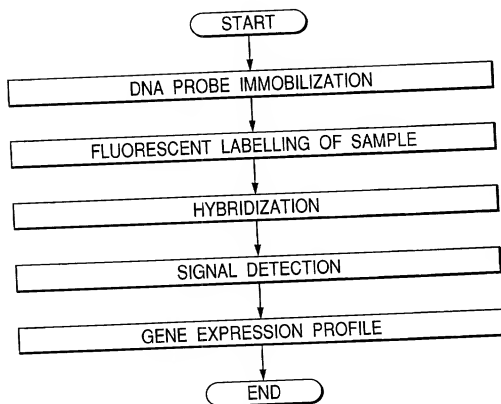 START
DNA PROBE IMMOBILIZATION
FLUORESCENT LABELLING OF SAMPLE
HYBRIDIZATION
SIGNAL DETECTION
GENE EXPRESSION PROFILE
END